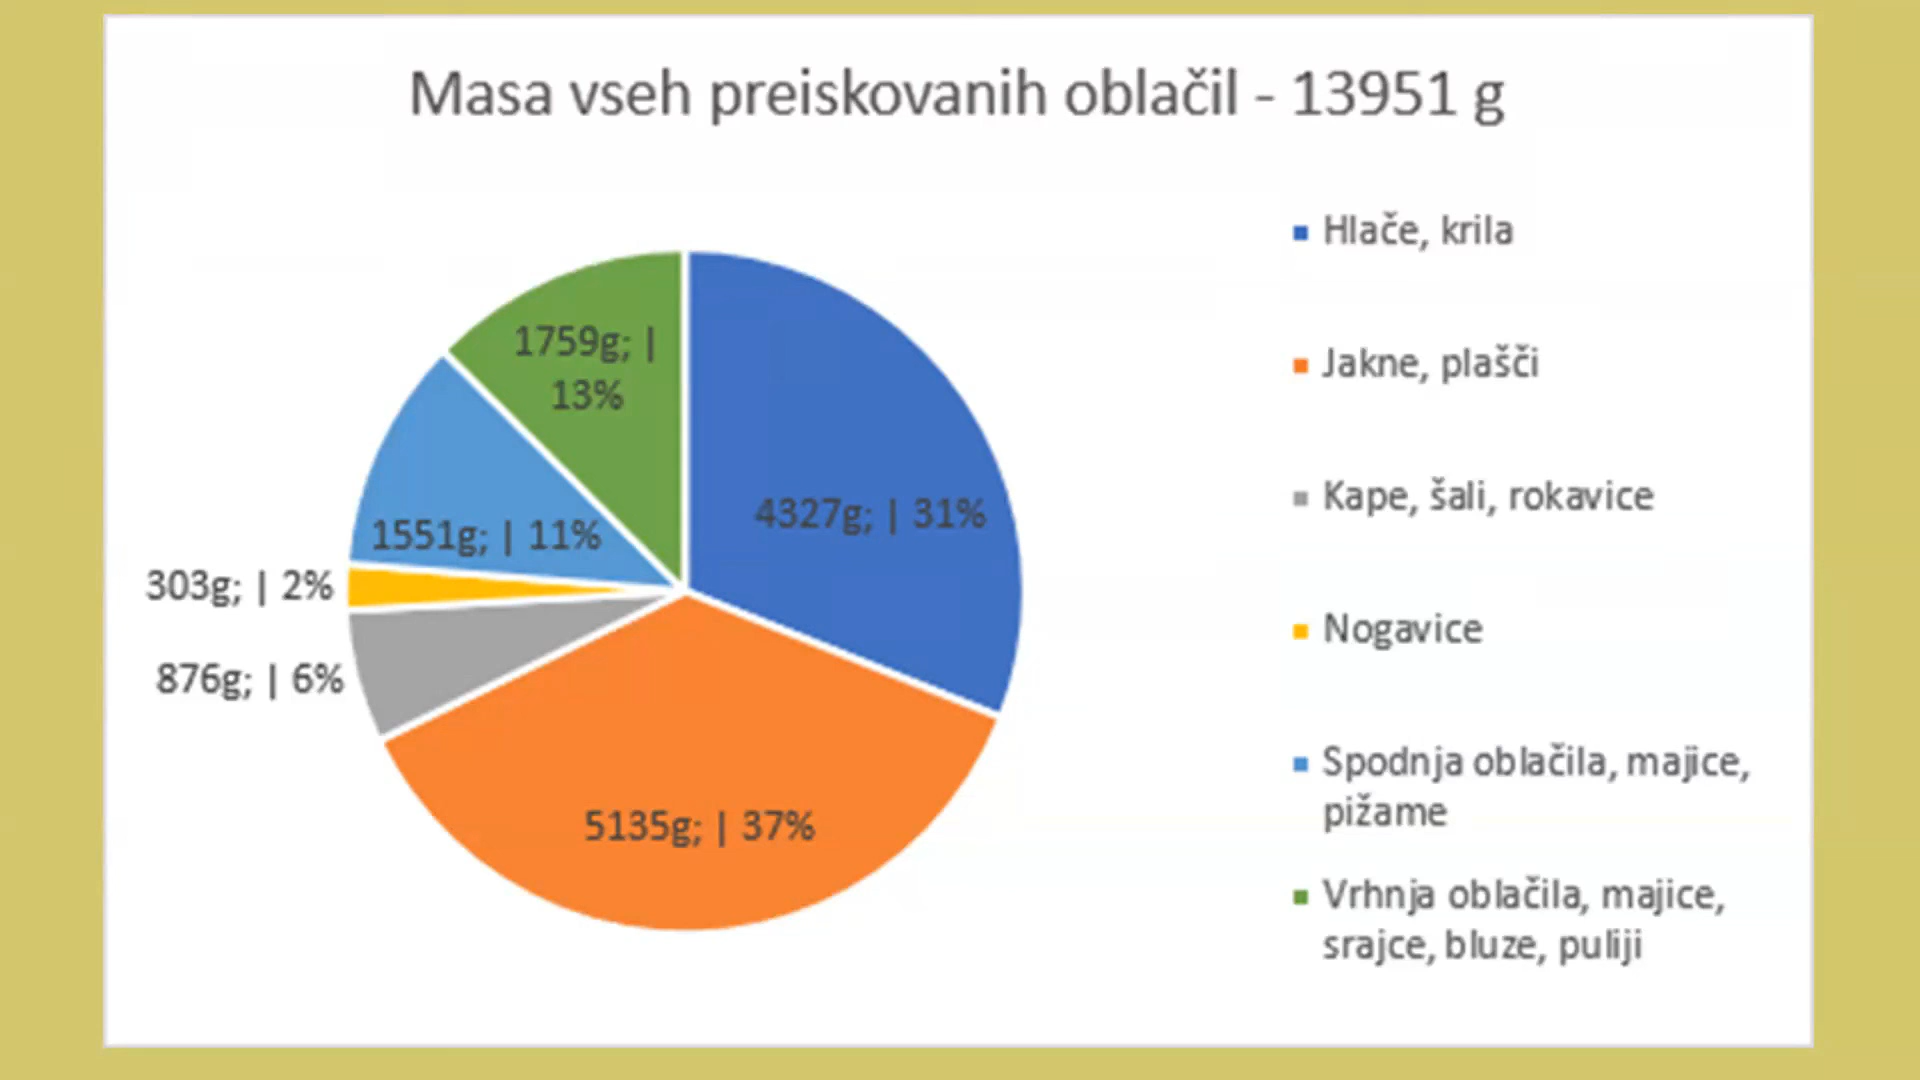 Masa vseh preiskovanih oblačil - 13951 g
1759g; |
13%
4327g; | 31%
1551g; | 11%
303g; | 2%
876g; | 6%
5135g; | 37%
Hlače, krila
Jakne, plašči
Kape, šali, rokavice
Nogavice
Spodnja oblačila, majice,
pižame
Vrhnja oblačila, majice,
srajce, bluze, puliji